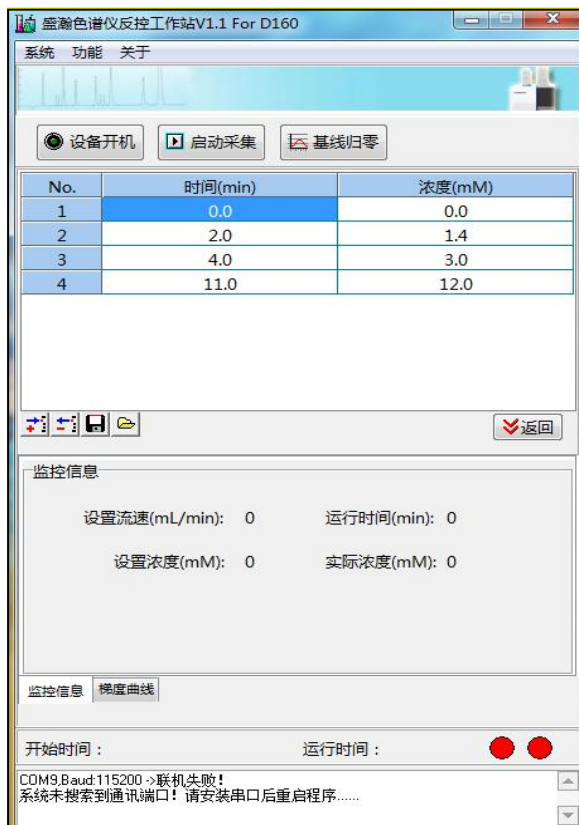 盛瀚色谱仪反控工作站V1.1 For D160
系统 功能 关于
设备开机 启动采集 基线归零
No. 时间(min) 浓度(mM)
1 0.0 0.0
2 2.0 1.4
3 4.0 3.0
4 11.0 12.0
返回
监控信息
设置流速(mL/min): 0 运行时间(min): 0
设置浓度(mM): 0 实际浓度(mM): 0
监控信息 梯度曲线
开始时间： 运行时间：
COM9,Baud:115200->联机失败！
系统未搜索到通讯端口！请安装串口后重启程序......